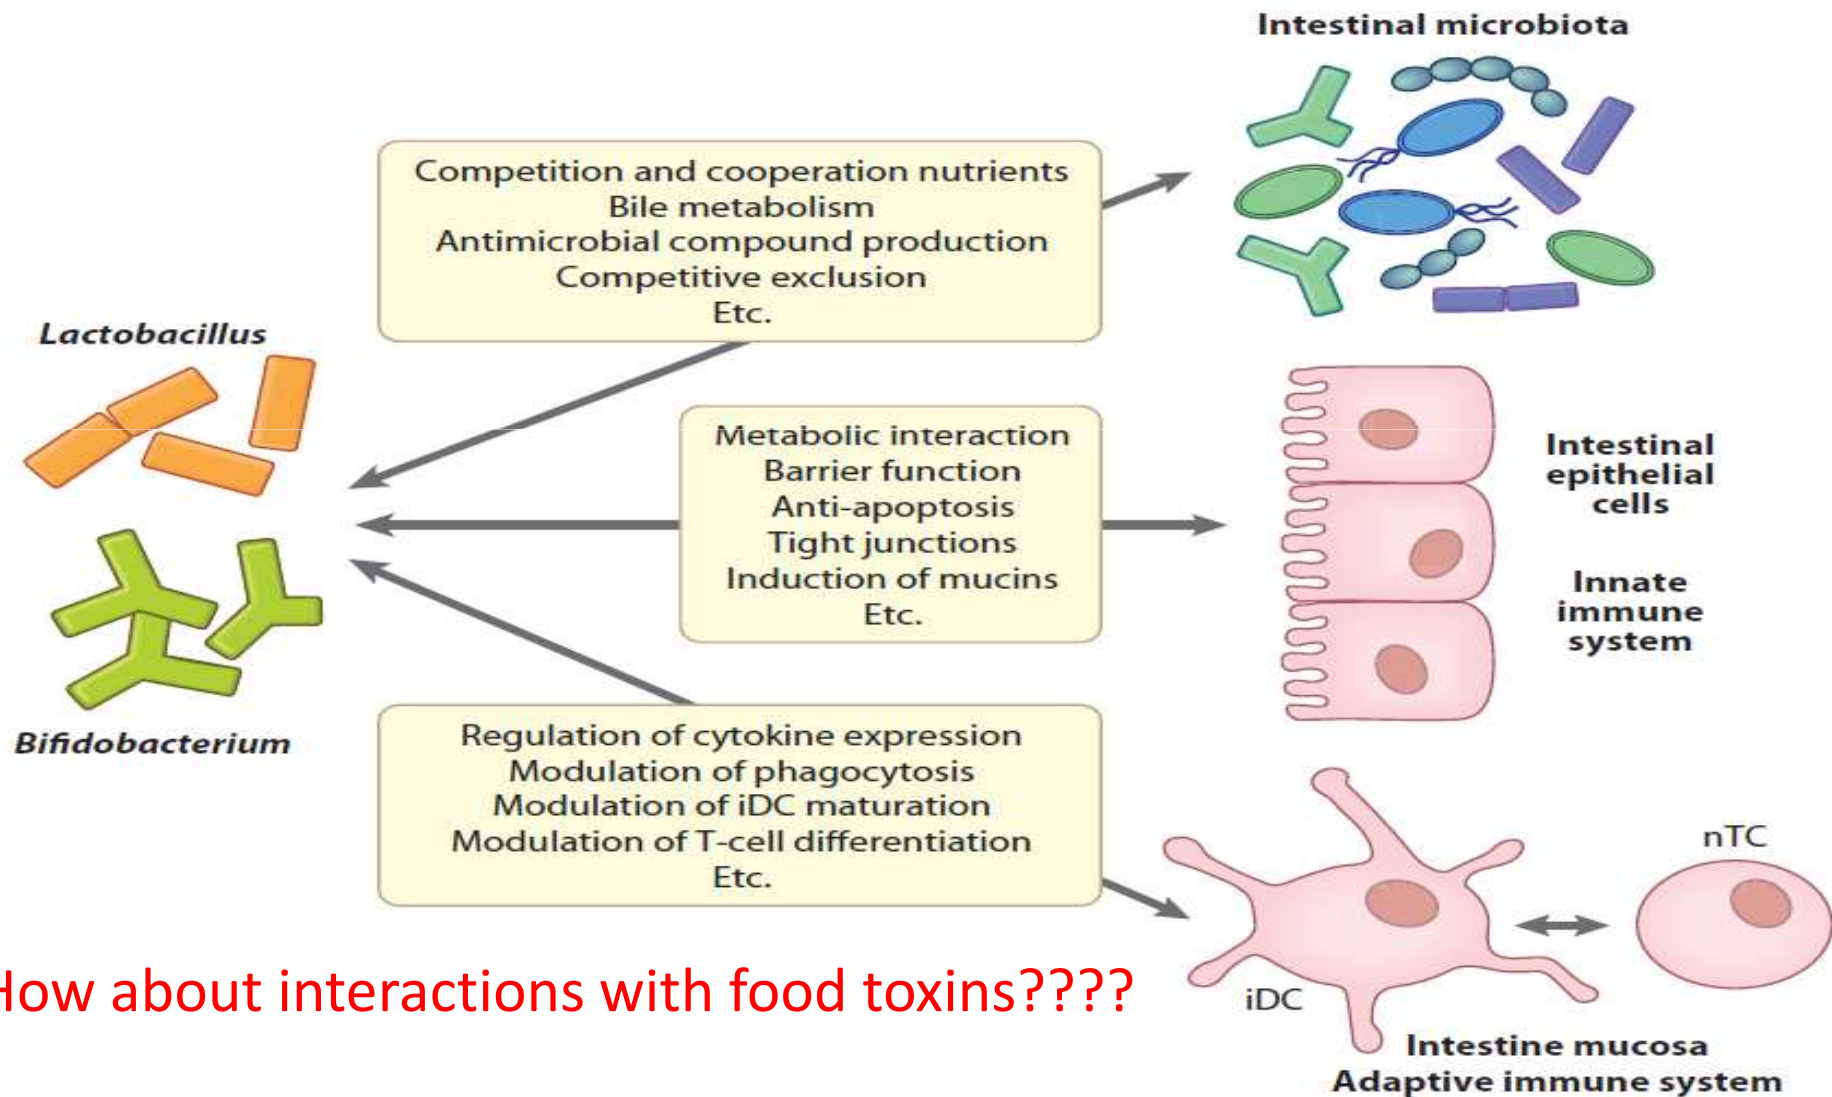 Intestinal microbiota
Competition and cooperation nutrients
Bile metabolism
Antimicrobial compound production
Competitive exclusion
Etc.
Lactobacillus
Metabolic interaction
Barrier function
Anti-apoptosis
Tight junctions
Induction of mucins
Etc.
Intestinal
epithelial
cells
Innate
immune
system
Bifidobacterium
Regulation of cytokine expression
Modulation of phagocytosis
Modulation of iDC maturation
Modulation of T-cell differentiation
Etc.
nTC
iDC
How about interactions with food toxins????
Intestine mucosa
Adaptive immune system